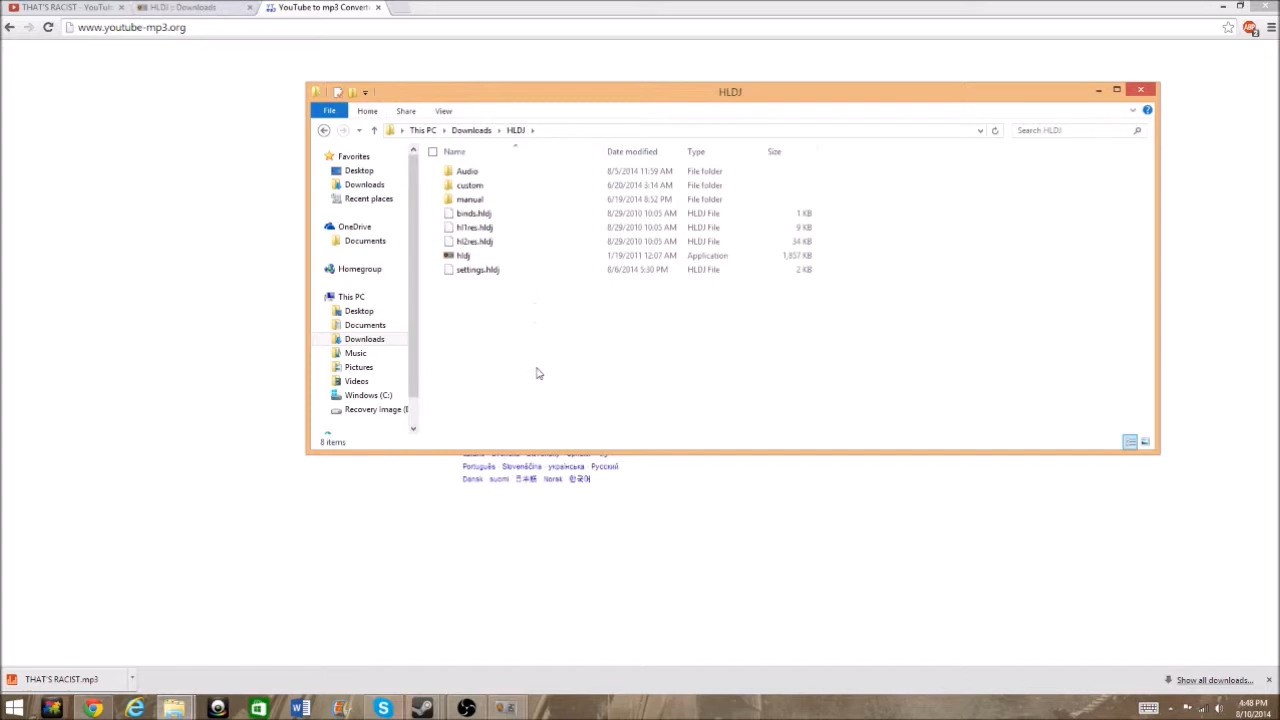 THAT'S RACIST - YouTub
HLDJ :: Downloads
YouTube to mp3 Converte
www.youtube-mp3.org
HLDJ
File Home Share View
This PC Downloads HLDJ
Search HLDJ
Name Date modified Type Size
Favorites
Desktop
Downloads
Recent places
OneDrive
Documents
Homegroup
This PC
Desktop
Documents
Downloads
Music
Pictures
Videos
Windows (C:)
Recovery Image (
Audio 8/5/2014 11:59 AM File folder
custom 6/20/2014 3:14 AM File folder
manual 6/19/2014 8:52 PM File folder
binds.hldj 8/29/2010 10:05 AM HLDJ File 1 KB
hl1res.hldj 8/29/2010 10:05 AM HLDJ File 9 KB
hl2res.hldj 8/29/2010 10:05 AM HLDJ File 34 KB
hldj 1/19/2011 12:07 AM Application 1,857 KB
settings.hldj 8/6/2014 5:30 PM HLDJ File 2 KB
8 items
Português Slovenščina українська Русский
Dansk suomi 日本語 Norsk 한국어
THAT'S RACIST.mp3
Show all downloads...
4:48 PM
8/10/2014